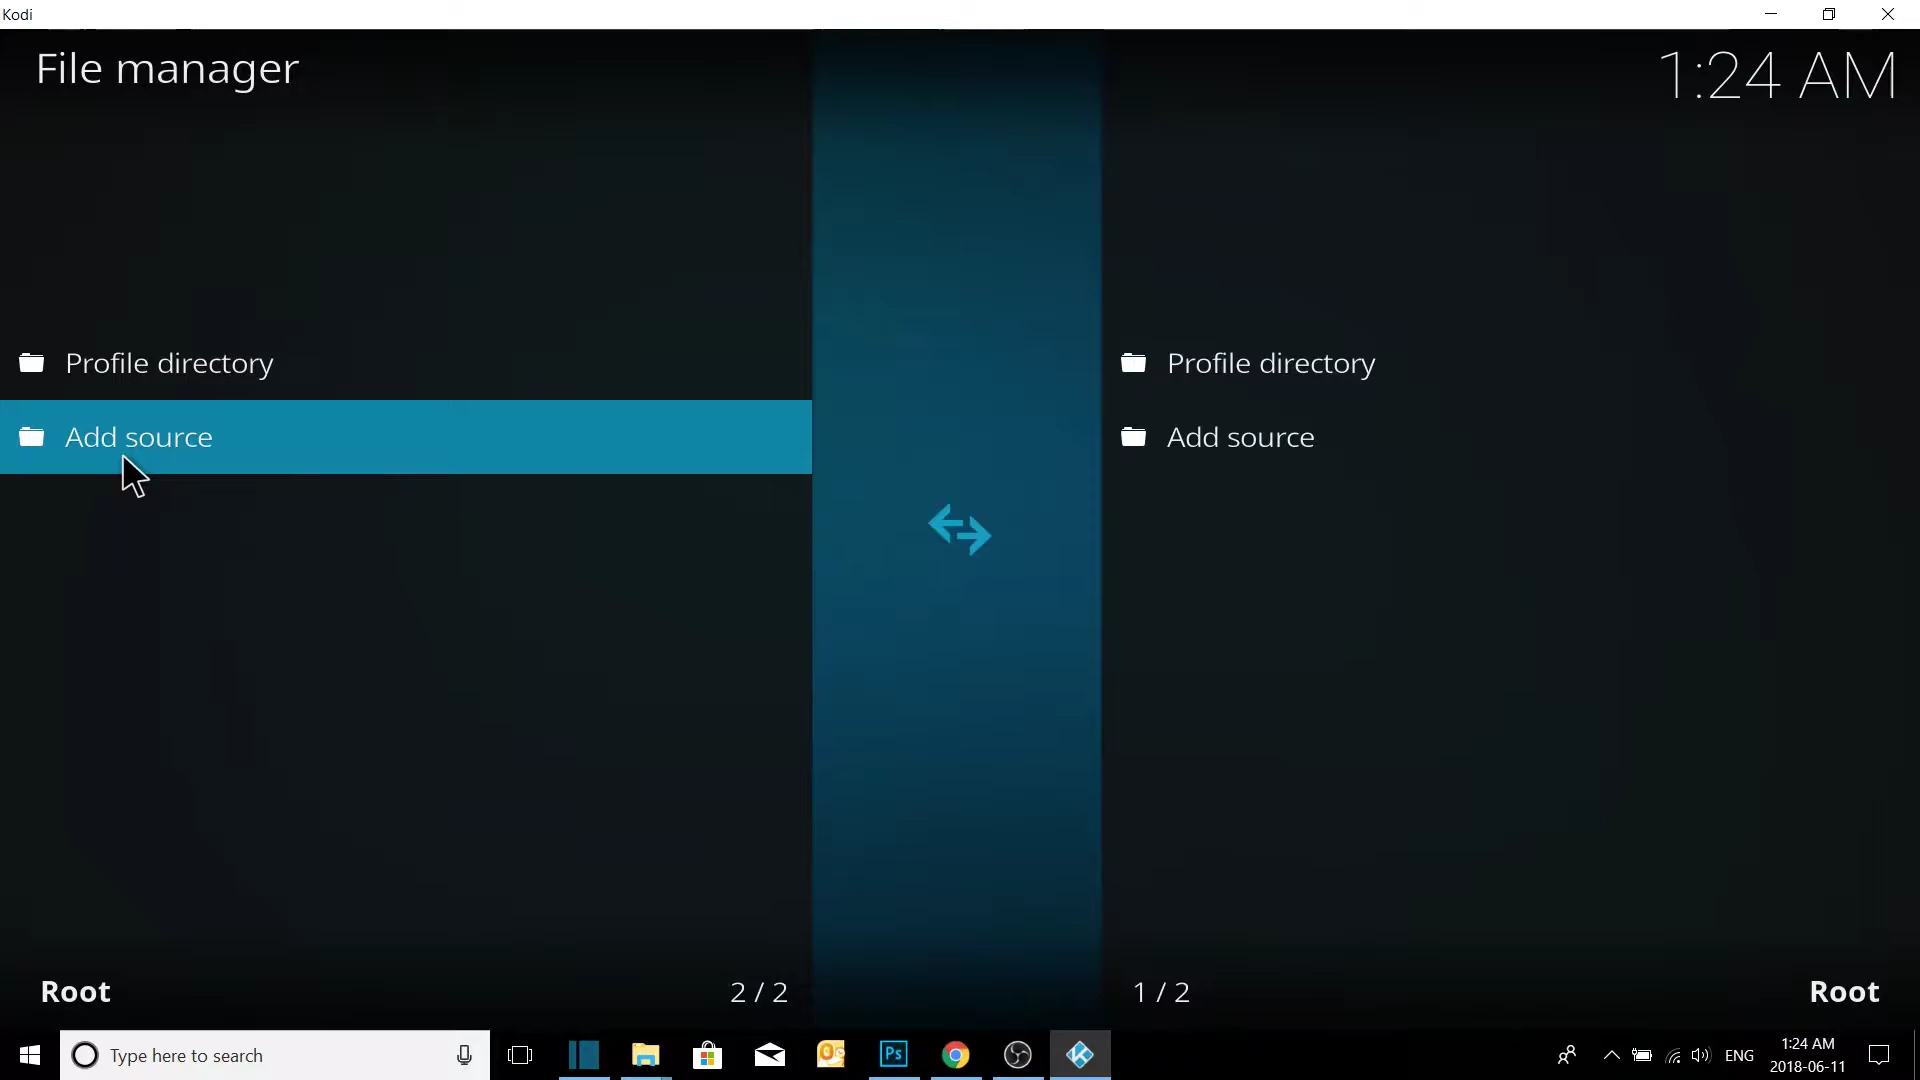 Kodi
File manager
1:24 AM
Profile directory
Add source
Profile directory
Add source
Root
2 / 2
1 / 2
Root
Type here to search
Ps
ENG
1:24 AM
2018-06-11